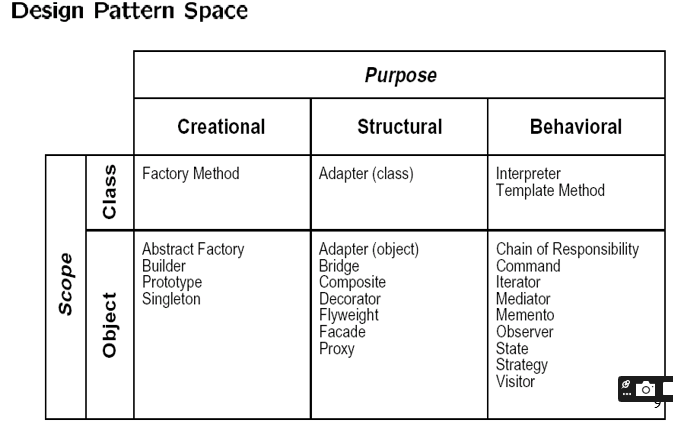 Design Pattern Space
Purpose
Creational
Structural
Behavioral
Scope
Class
Factory Method
Adapter (class)
Interpreter
Template Method
Object
Abstract Factory
Builder
Prototype
Singleton
Adapter (object)
Bridge
Composite
Decorator
Flyweight
Facade
Proxy
Chain of Responsibility
Command
Iterator
Mediator
Memento
Observer
State
Strategy
Visitor
9